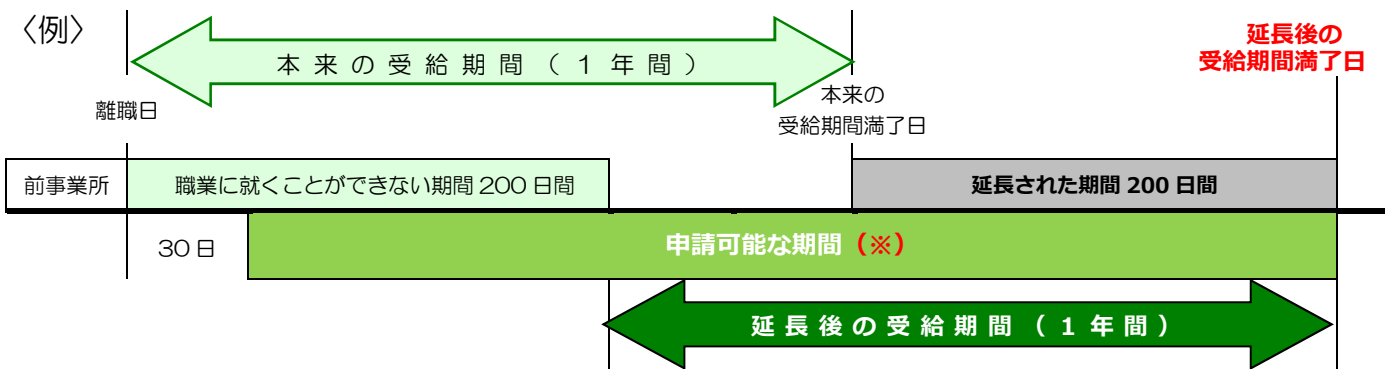 〈例〉
本来の受給期間(1年間)
延長後の
受給期間満了日
離職日
本来の
受給期間満了日
前事業所
職業に就くことができない期間 200 日間
延長された期間 200 日間
30 日
申請可能な期間(※)
延長後の受給期間(1年間)